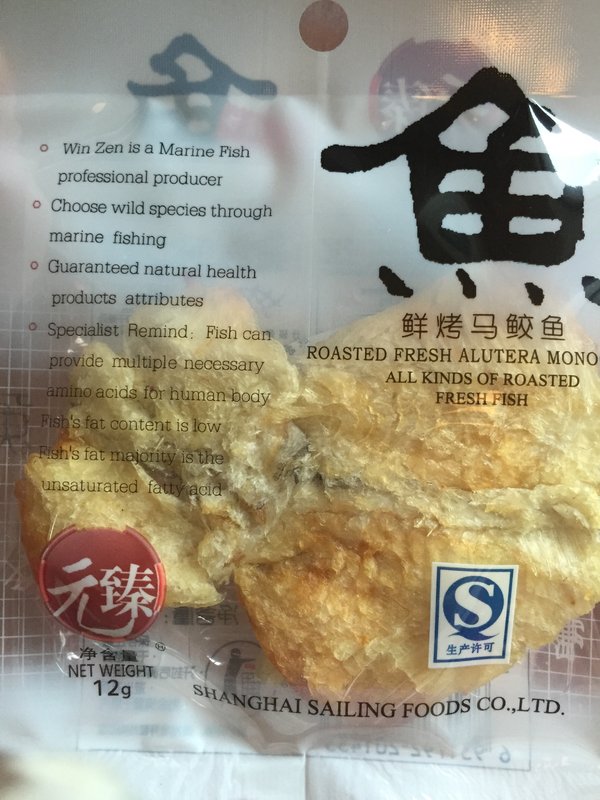 Win Zen is a Marine Fish
professional producer
Choose wild species through
marine fishing
Guaranteed natural health
products attributes
Specialist Remind: Fish can
provide multiple necessary
amino acids for human body
Fish's fat content is low
Fish's fat majority is the
unsaturated fatty acid
鱼
鲜烤马鲛鱼
ROASTED FRESH ALUTERA MONO
ALL KINDS OF ROASTED
FRESH FISH
元臻
®
净含量
NET WEIGHT
12g
S
生产许可
SHANGHAI SAILING FOODS CO.,LTD.